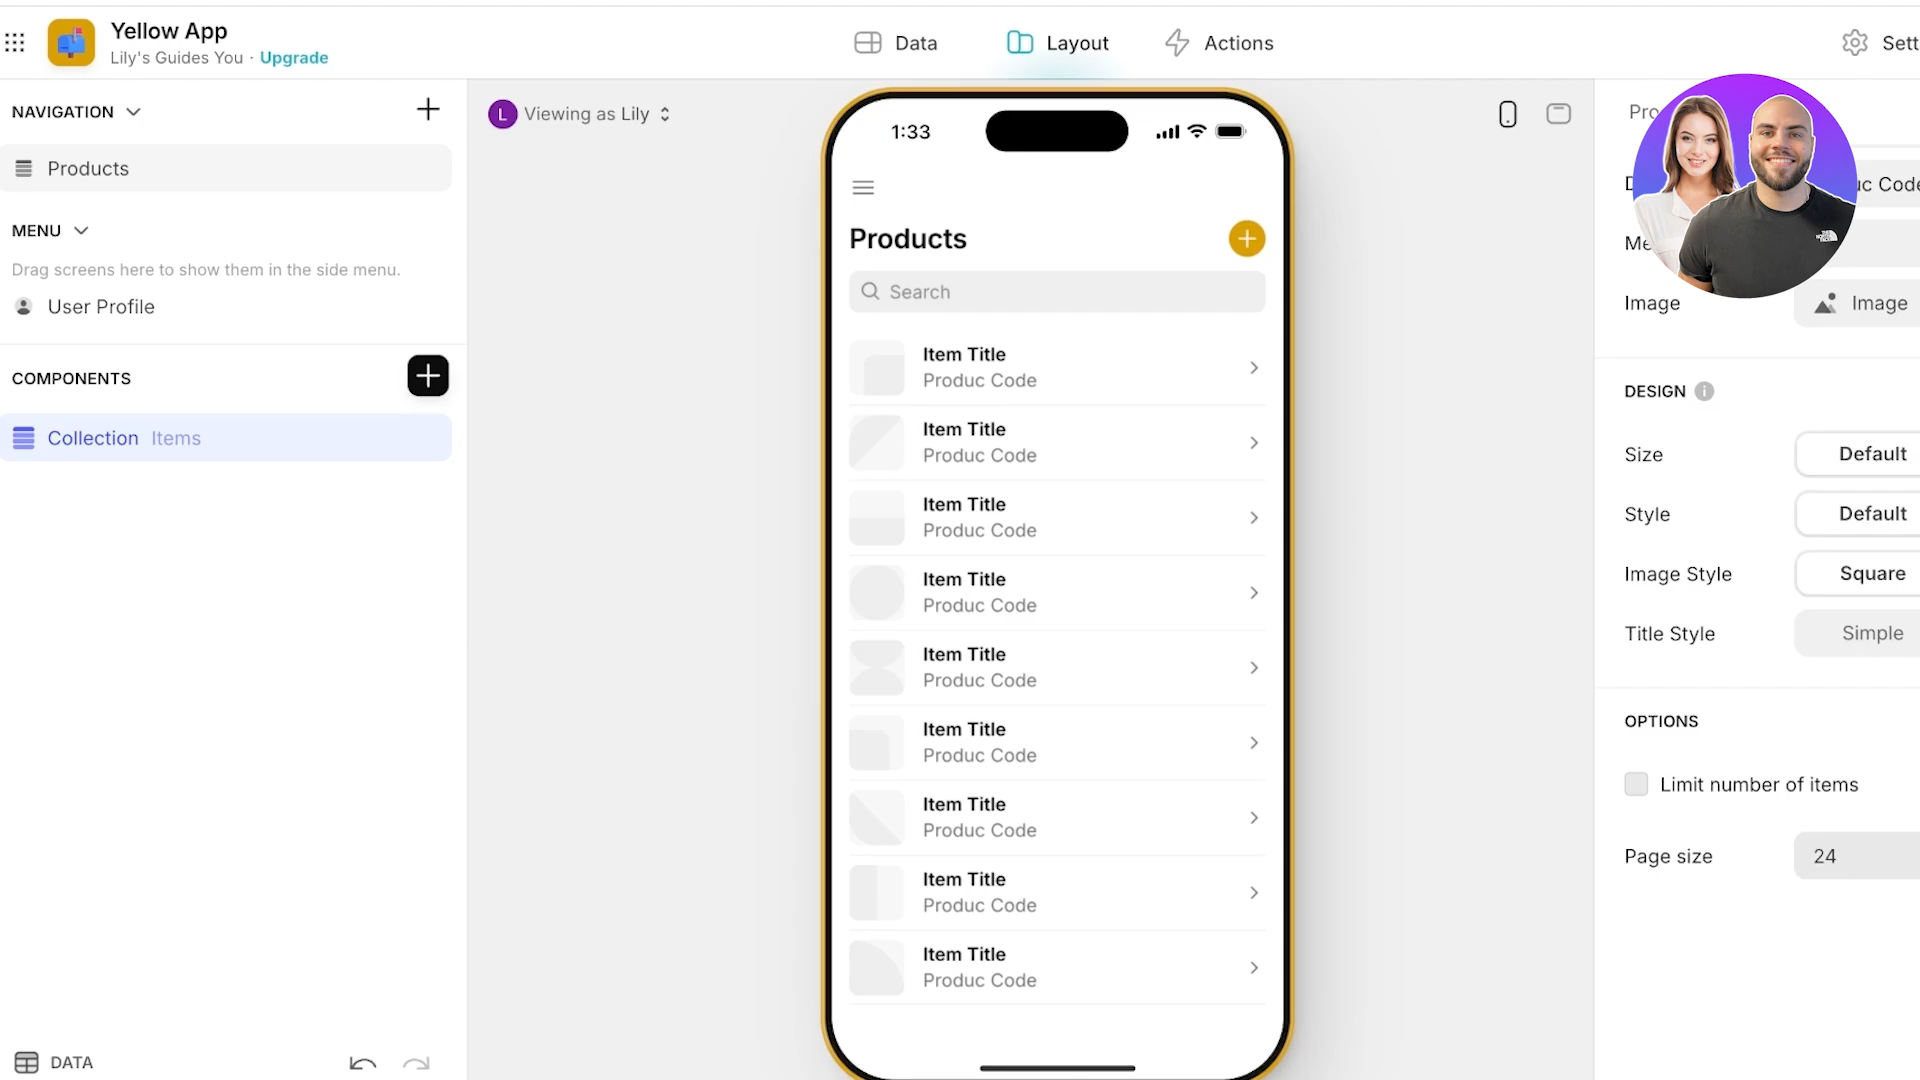 Yellow App
Lily's Guides You · Upgrade
Data
Layout
Actions
NAVIGATION
Products
MENU
Drag screens here to show them in the side menu.
User Profile
COMPONENTS
Collection Items
DATA
L Viewing as Lily
1:33
Products
Search
Item Title
Produc Code
Item Title
Produc Code
Item Title
Produc Code
Item Title
Produc Code
Item Title
Produc Code
Item Title
Produc Code
Item Title
Produc Code
Item Title
Produc Code
Item Title
Produc Code
Image
Image
DESIGN
Size
Default
Style
Default
Image Style
Square
Title Style
Simple
OPTIONS
Limit number of items
Page size
24